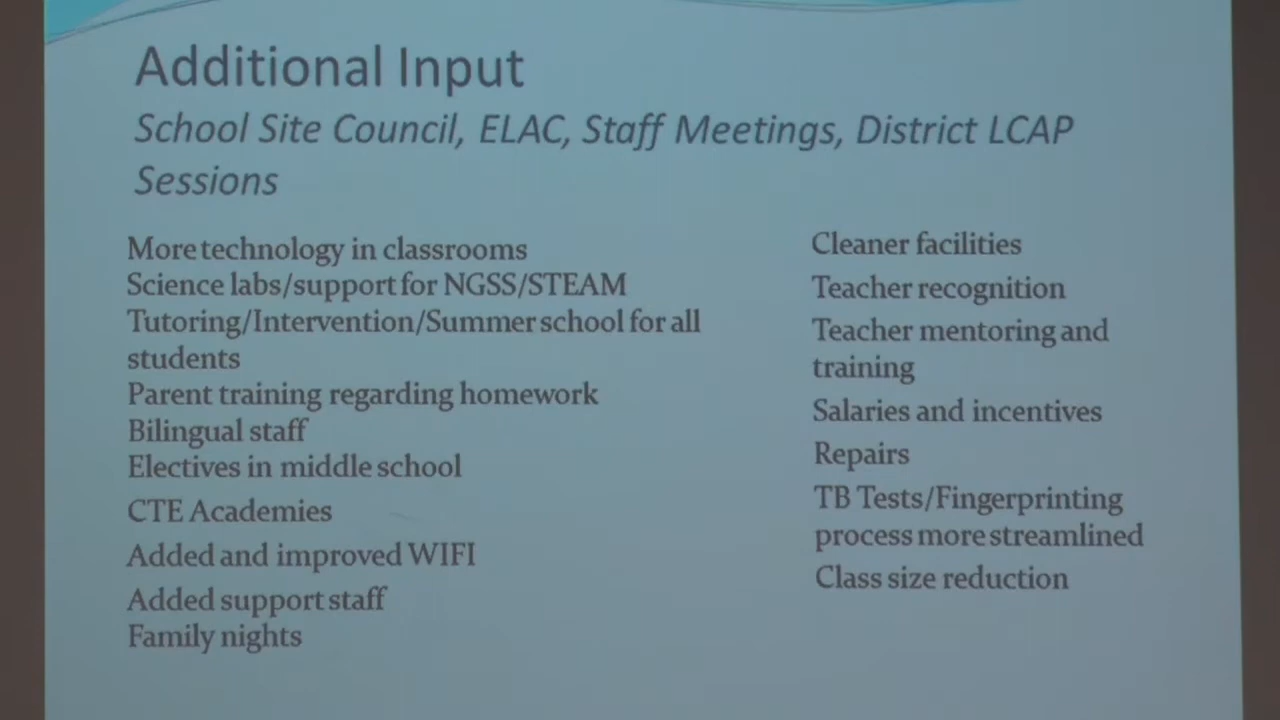 Additional Input
School Site Council, ELAC, Staff Meetings, District LCAP
Sessions
More technology in classrooms
Science labs/support for NGSS/STEAM
Tutoring/Intervention/Summer school for all
students
Parent training regarding homework
Bilingual staff
Electives in middle school
CTE Academies
Added and improved WIFI
Added support staff
Family nights
Cleaner facilities
Teacher recognition
Teacher mentoring and
training
Salaries and incentives
Repairs
TB Tests/Fingerprinting
process more streamlined
Class size reduction